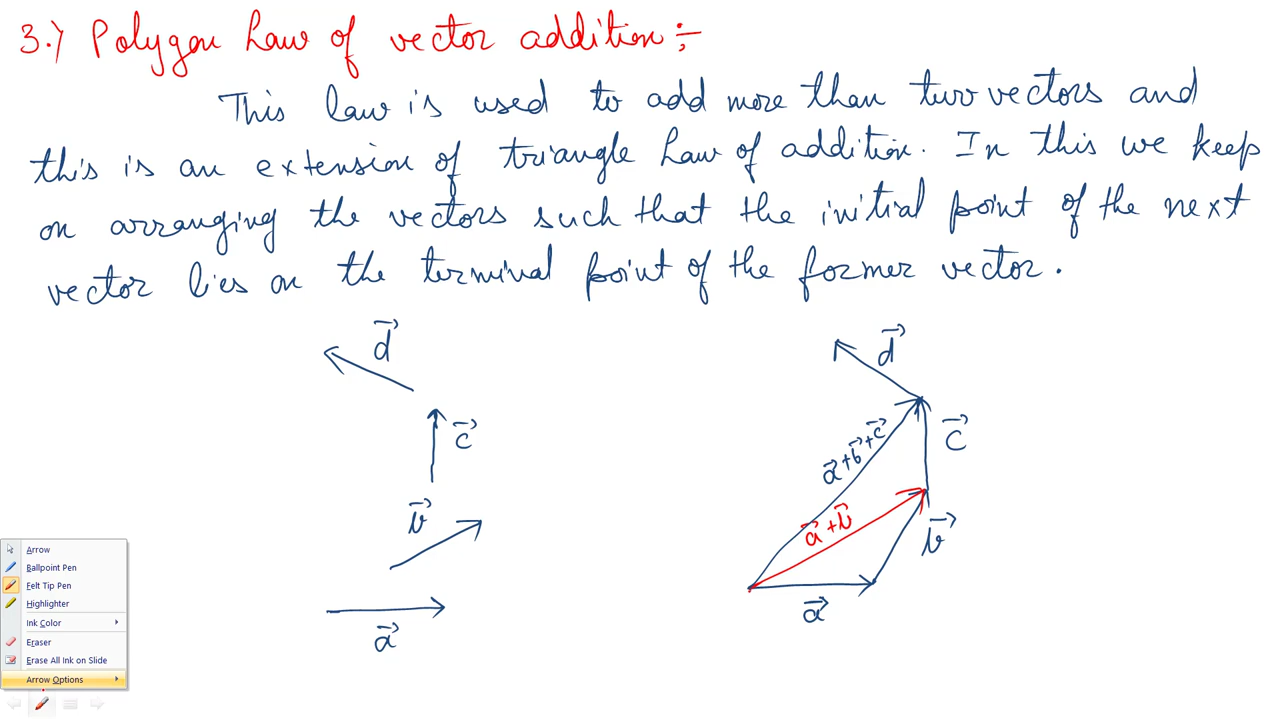 3.) Polygon Law of vector addition :-
This law is used to add more than two vectors and
this is an extension of triangle Law of addition. In this we keep
on arranging the vectors such that the initial point of the next
vector lies on the terminal point of the former vector.
d⃗
c⃗
b⃗
a⃗
d⃗
c⃗
a⃗+b⃗+c⃗
a⃗+b⃗
b⃗
a⃗
Arrow
Ballpoint Pen
Felt Tip Pen
Highlighter
Ink Color
Eraser
Erase All Ink on Slide
Arrow Options